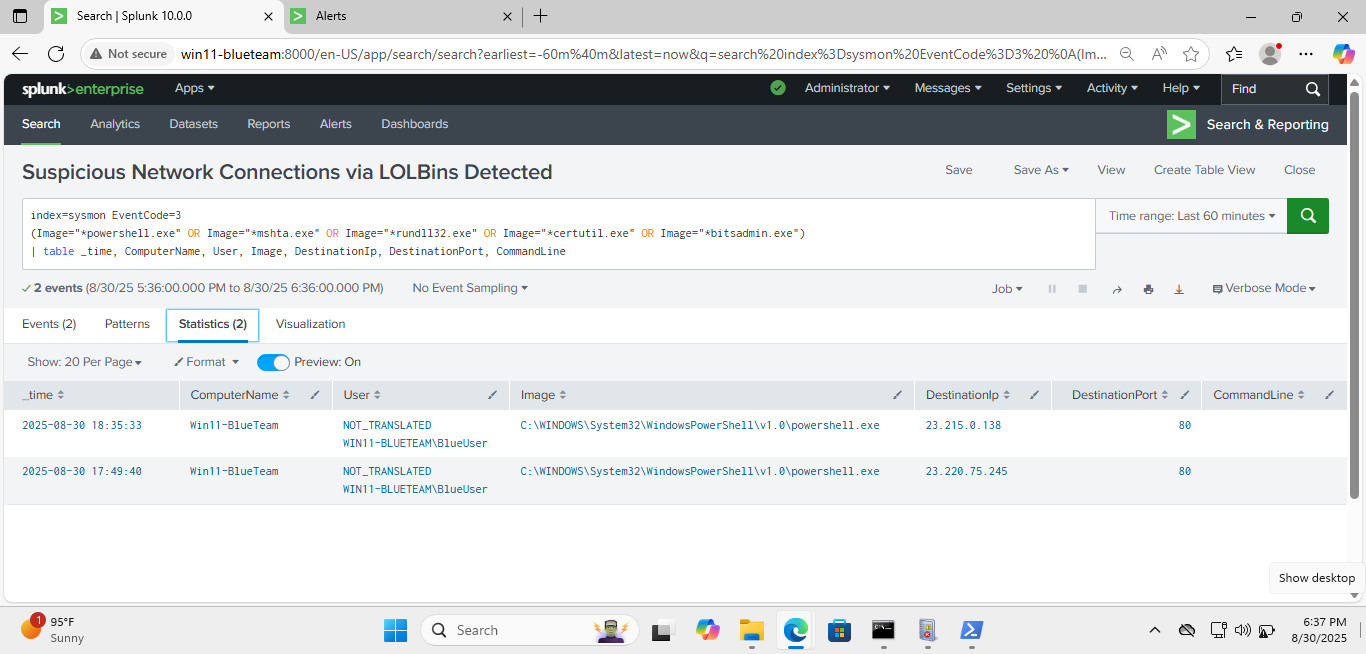 Search | Splunk 10.0.0
Alerts
Not secure
win11-blueteam:8000/en-US/app/search/search?earliest=-60m%40m&latest=now&q=search%20index%3Dsysmon%20EventCode%3D3%20%0A(Im...
splunk>enterprise
Apps
Administrator
Messages
Settings
Activity
Help
Find
Search
Analytics
Datasets
Reports
Alerts
Dashboards
Search & Reporting
Suspicious Network Connections via LOLBins Detected
Save
Save As
View
Create Table View
Close
index=sysmon EventCode=3
(Image="*powershell.exe" OR Image="*mshta.exe" OR Image="*rundll32.exe" OR Image="*certutil.exe" OR Image="*bitsadmin.exe")
| table _time, ComputerName, User, Image, DestinationIp, DestinationPort, CommandLine
Time range: Last 60 minutes
2 events (8/30/25 5:36:00.000 PM to 8/30/25 6:36:00.000 PM)
No Event Sampling
Job
Verbose Mode
Events (2)
Patterns
Statistics (2)
Visualization
Show: 20 Per Page
Format
Preview: On
_time
ComputerName
User
Image
DestinationIp
DestinationPort
CommandLine
2025-08-30 18:35:33
Win11-BlueTeam
NOT_TRANSLATED
WIN11-BLUETEAM\BlueUser
C:\WINDOWS\System32\WindowsPowerShell\v1.0\powershell.exe
23.215.0.138
80
2025-08-30 17:49:40
Win11-BlueTeam
NOT_TRANSLATED
WIN11-BLUETEAM\BlueUser
C:\WINDOWS\System32\WindowsPowerShell\v1.0\powershell.exe
23.220.75.245
80
Show desktop
1
95°F
Sunny
Search
6:37 PM
8/30/2025